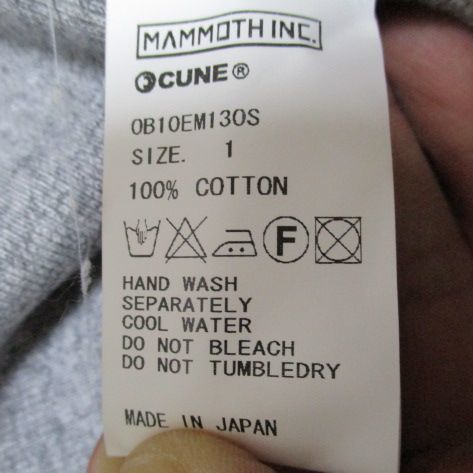 MAMMOTH INC.
CUNE®
OB10EM130S
SIZE. 1
100% COTTON
F
HAND WASH
SEPARATELY
COOL WATER
DO NOT BLEACH
DO NOT TUMBLEDRY
MADE IN JAPAN